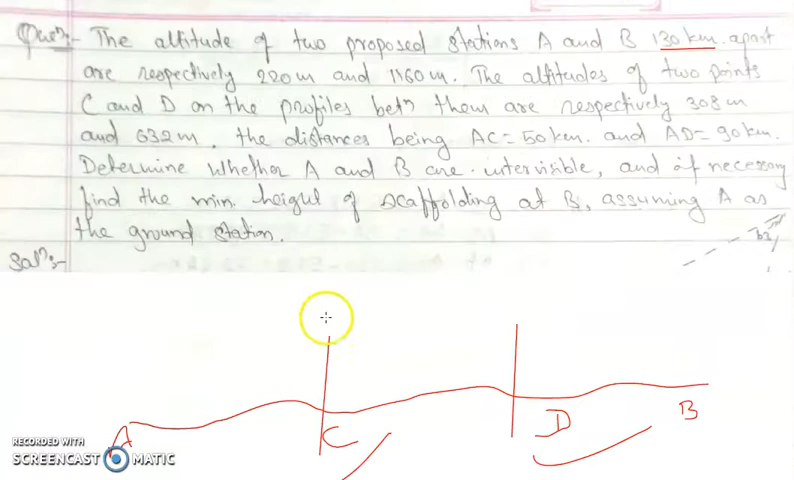 Quesn:- The altitude of two proposed stations A and B 130 km. apart
are respectively 220 m and 1160 m. The altitudes of two points
C and D on the profiles betn them are respectively 308 m
and 632 m. the distances being AC = 50 km. and AD = 90 km.
Determine whether A and B are intervisible, and if necessary
find the min. height of scaffolding at B, assuming A as
the ground station.
Soln:-
A C D B
RECORDED WITH
SCREENCAST MATIC